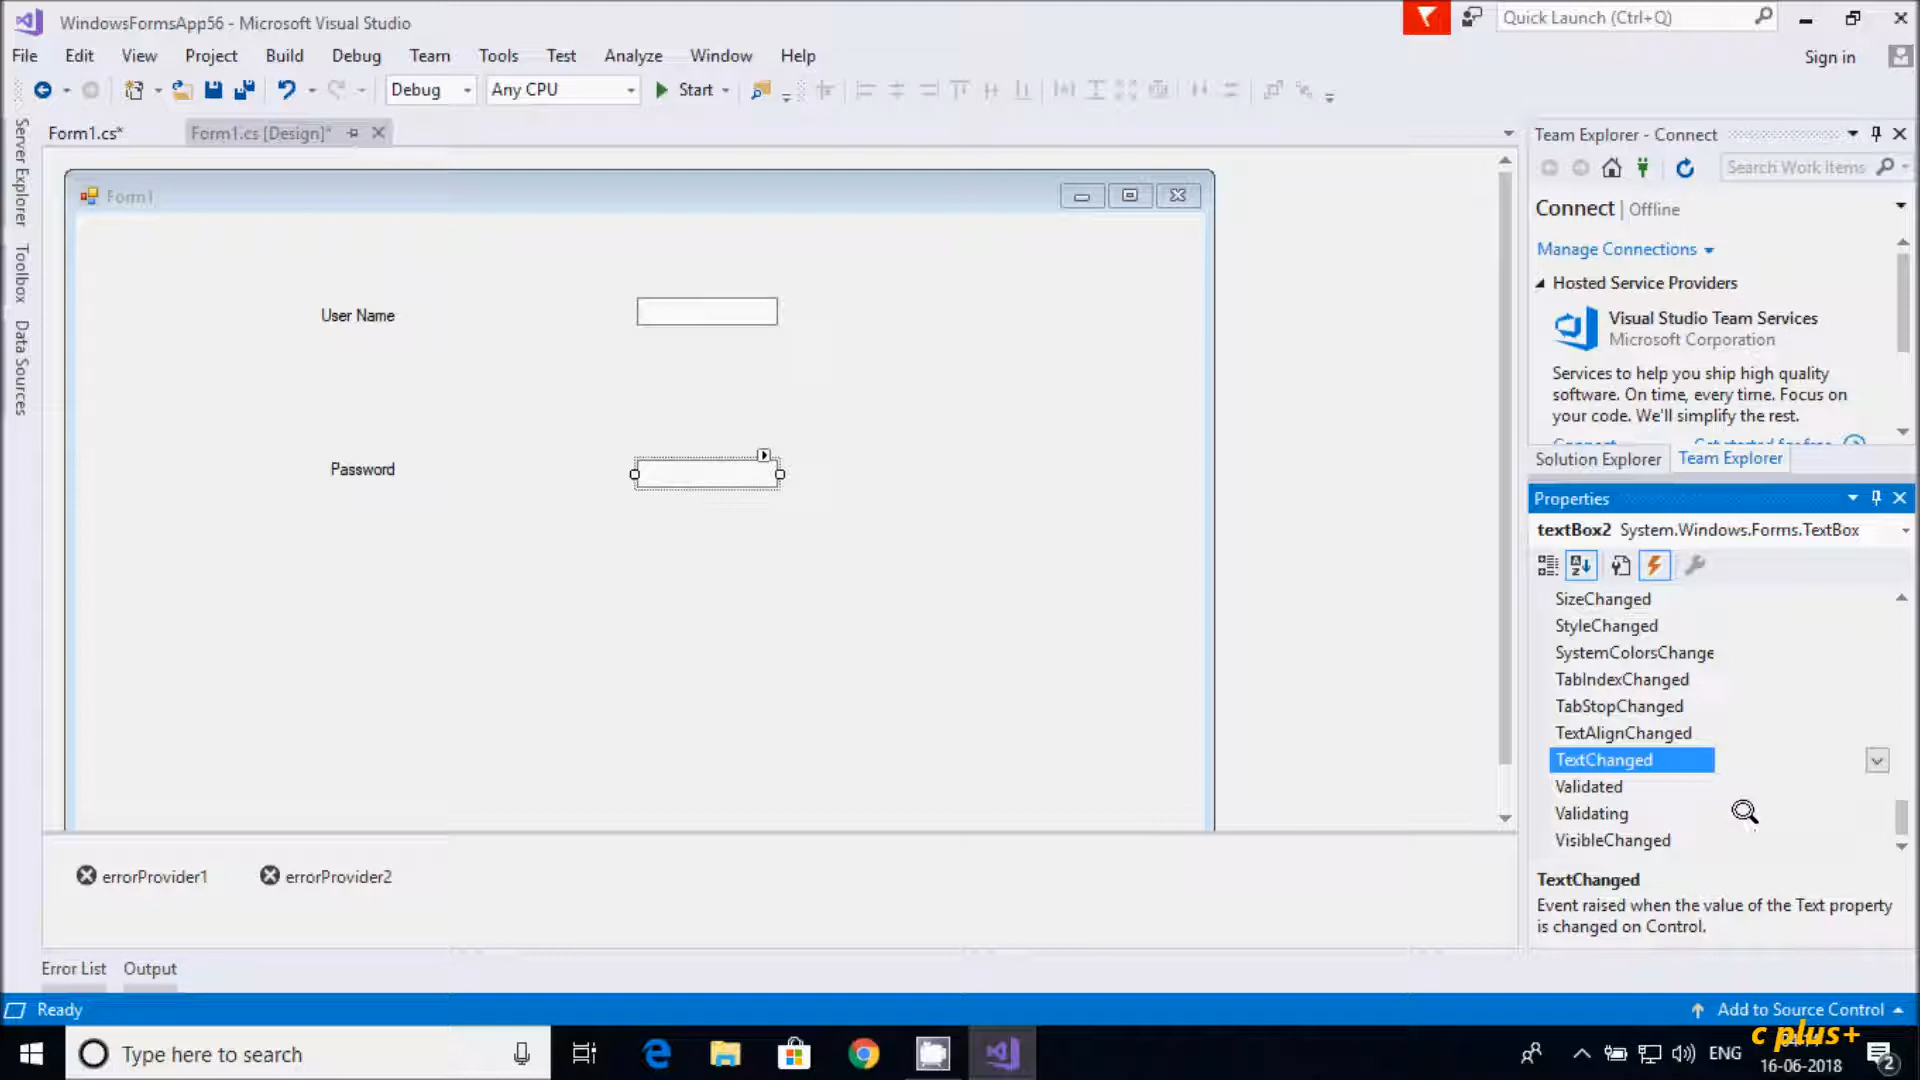 WindowsFormsApp56 - Microsoft Visual Studio
Quick Launch (Ctrl+Q)
File Edit View Project Build Debug Team Tools Test Analyze Window Help
Sign in
Debug Any CPU Start
Server Explorer
Toolbox
Data Sources
Form1.cs*
Form1.cs [Design]*
Form1
User Name
Password
errorProvider1
errorProvider2
Error List Output
Team Explorer - Connect
Search Work Items
Connect | Offline
Manage Connections
Hosted Service Providers
Visual Studio Team Services
Microsoft Corporation
Services to help you ship high quality
software. On time, every time. Focus on
your code. We'll simplify the rest.
Connect Get started for free
Solution Explorer Team Explorer
Properties
textBox2 System.Windows.Forms.TextBox
SizeChanged
StyleChanged
SystemColorsChange
TabIndexChanged
TabStopChanged
TextAlignChanged
TextChanged
Validated
Validating
VisibleChanged
TextChanged
Event raised when the value of the Text property
is changed on Control.
Ready
Add to Source Control
c plus+
Type here to search
ENG
16-06-2018
2